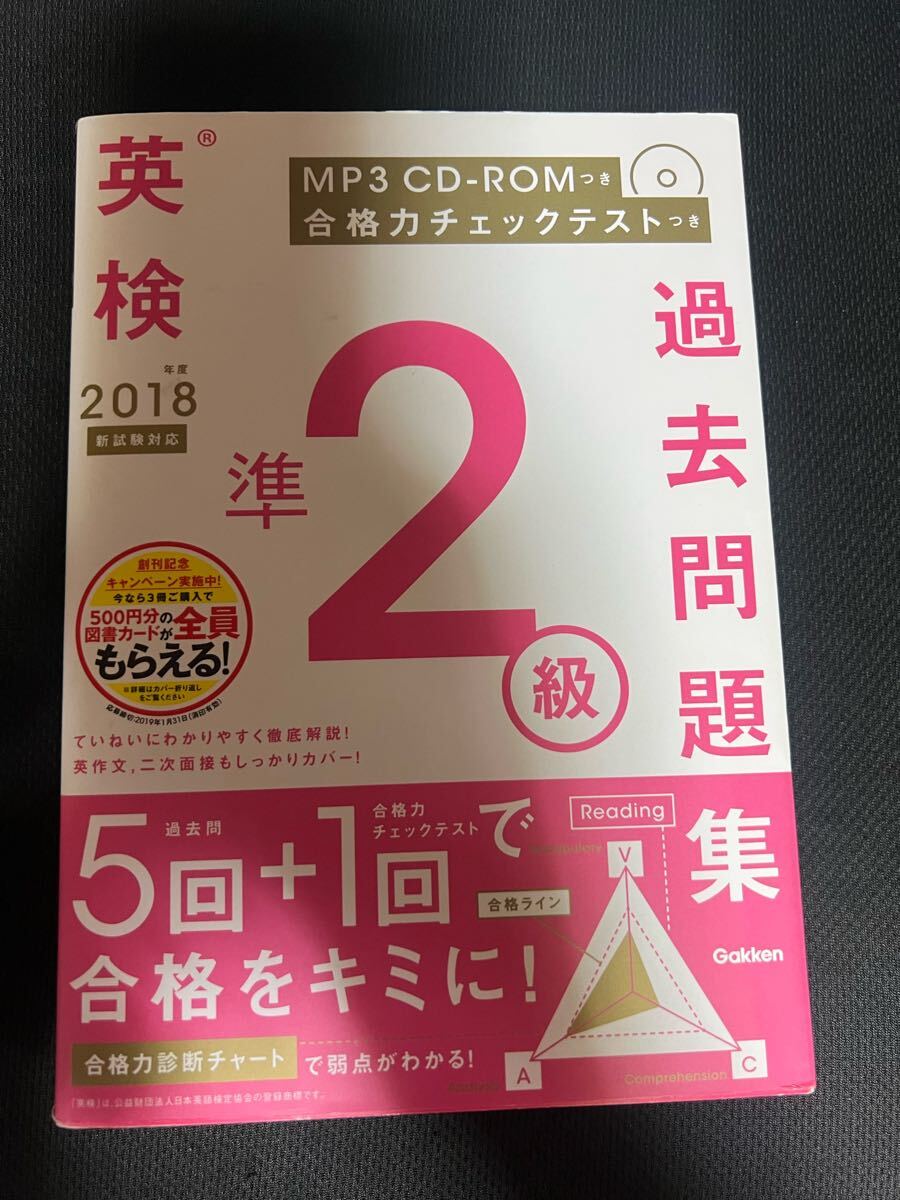 英検®
MP3 CD-ROMつき
合格力チェックテストつき
過去問題集
2018年度
新試験対応
準2級
創刊記念
キャンペーン実施中!
今なら3冊ご購入で
500円分の
図書カードが全員
もらえる!
※詳細はカバー折り返し
をご覧ください
応募締切:2019年1月31日(消印有効)
ていねいにわかりやすく徹底解説!
英作文,二次面接もしっかりカバー!
過去問5回+合格力チェックテスト1回で
合格をキミに!
合格力診断チャートで弱点がわかる!
Reading
Vocabulary
V
合格ライン
A
Analysis
C
Comprehension
Gakken
「英検」は、公益財団法人日本英語検定協会の登録商標です。